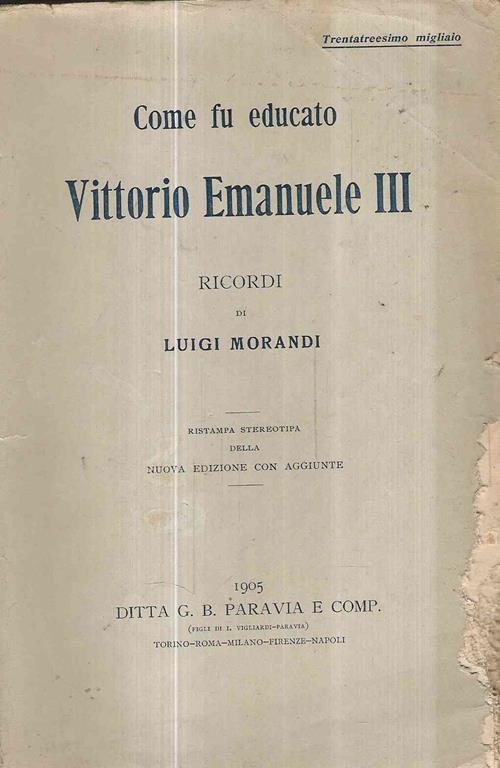 Trentatreesimo migliaio
Come fu educato
Vittorio Emanuele III
RICORDI
DI
LUIGI MORANDI
RISTAMPA STEREOTIPA
DELLA
NUOVA EDIZIONE CON AGGIUNTE
1905
DITTA G. B. PARAVIA E COMP.
(FIGLI DI I. VIGLIARDI-PARAVIA)
TORINO-ROMA-MILANO-FIRENZE-NAPOLI